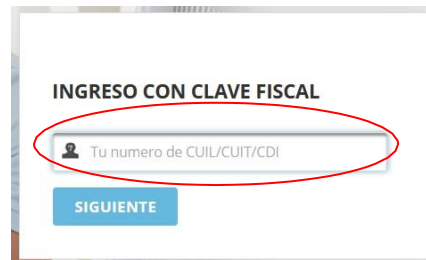 INGRESO CON CLAVE FISCAL
Tu numero de CUIL/CUIT/CDI
SIGUIENTE